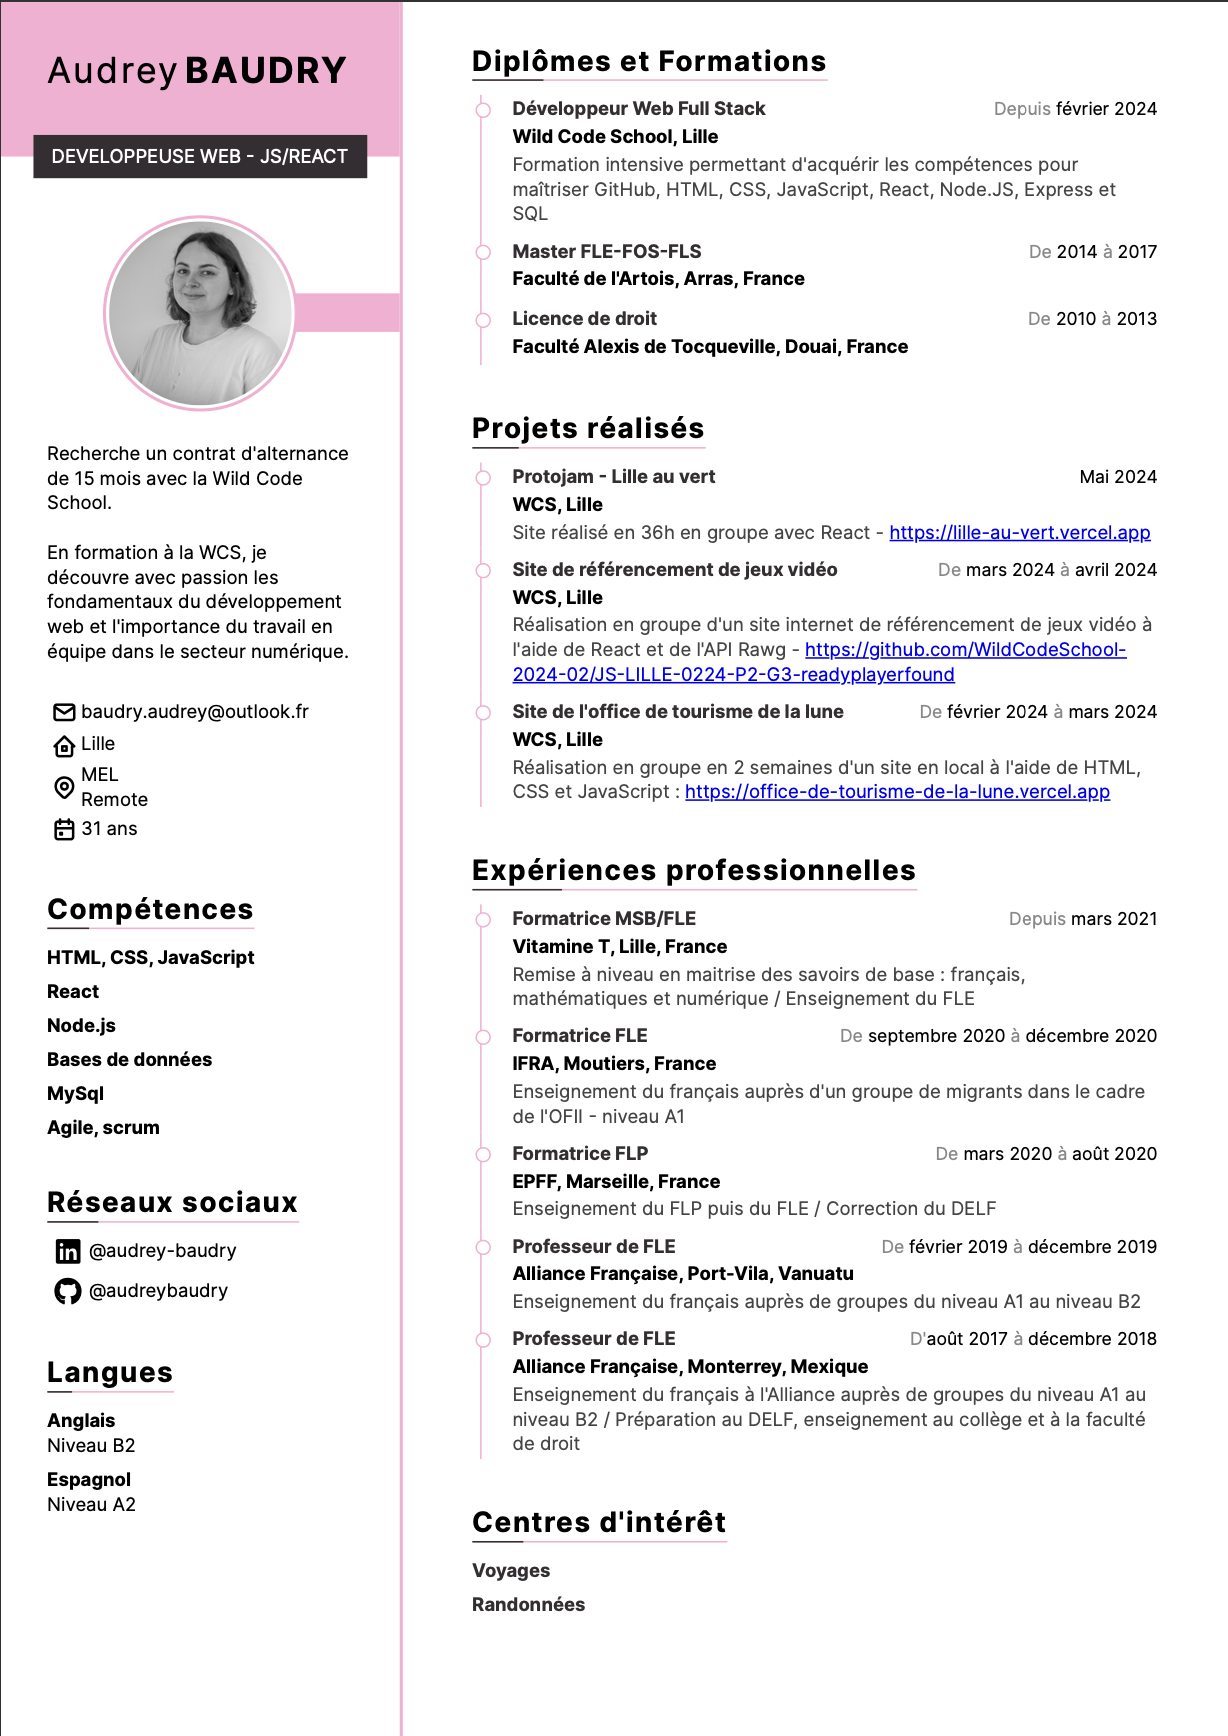 Audrey BAUDRY
DEVELOPPEUSE WEB - JS/REACT
Recherche un contrat d'alternance
de 15 mois avec la Wild Code
School.
En formation à la WCS, je
découvre avec passion les
fondamentaux du développement
web et l'importance du travail en
équipe dans le secteur numérique.
baudry.audrey@outlook.fr
Lille
MEL
Remote
31 ans
Compétences
HTML, CSS, JavaScript
React
Node.js
Bases de données
MySql
Agile, scrum
Réseaux sociaux
@audrey-baudry
@audreybaudry
Langues
Anglais
Niveau B2
Espagnol
Niveau A2
Diplômes et Formations
Développeur Web Full Stack Depuis février 2024
Wild Code School, Lille
Formation intensive permettant d'acquérir les compétences pour
maîtriser GitHub, HTML, CSS, JavaScript, React, Node.JS, Express et
SQL
Master FLE-FOS-FLS De 2014 à 2017
Faculté de l'Artois, Arras, France
Licence de droit De 2010 à 2013
Faculté Alexis de Tocqueville, Douai, France
Projets réalisés
Protojam - Lille au vert Mai 2024
WCS, Lille
Site réalisé en 36h en groupe avec React - https://lille-au-vert.vercel.app
Site de référencement de jeux vidéo De mars 2024 à avril 2024
WCS, Lille
Réalisation en groupe d'un site internet de référencement de jeux vidéo à
l'aide de React et de l'API Rawg - https://github.com/WildCodeSchool-
2024-02/JS-LILLE-0224-P2-G3-readyplayerfound
Site de l'office de tourisme de la lune De février 2024 à mars 2024
WCS, Lille
Réalisation en groupe en 2 semaines d'un site en local à l'aide de HTML,
CSS et JavaScript : https://office-de-tourisme-de-la-lune.vercel.app
Expériences professionnelles
Formatrice MSB/FLE Depuis mars 2021
Vitamine T, Lille, France
Remise à niveau en maitrise des savoirs de base : français,
mathématiques et numérique / Enseignement du FLE
Formatrice FLE De septembre 2020 à décembre 2020
IFRA, Moutiers, France
Enseignement du français auprès d'un groupe de migrants dans le cadre
de l'OFII - niveau A1
Formatrice FLP De mars 2020 à août 2020
EPFF, Marseille, France
Enseignement du FLP puis du FLE / Correction du DELF
Professeur de FLE De février 2019 à décembre 2019
Alliance Française, Port-Vila, Vanuatu
Enseignement du français auprès de groupes du niveau A1 au niveau B2
Professeur de FLE D'août 2017 à décembre 2018
Alliance Française, Monterrey, Mexique
Enseignement du français à l'Alliance auprès de groupes du niveau A1 au
niveau B2 / Préparation au DELF, enseignement au collège et à la faculté
de droit
Centres d'intérêt
Voyages
Randonnées